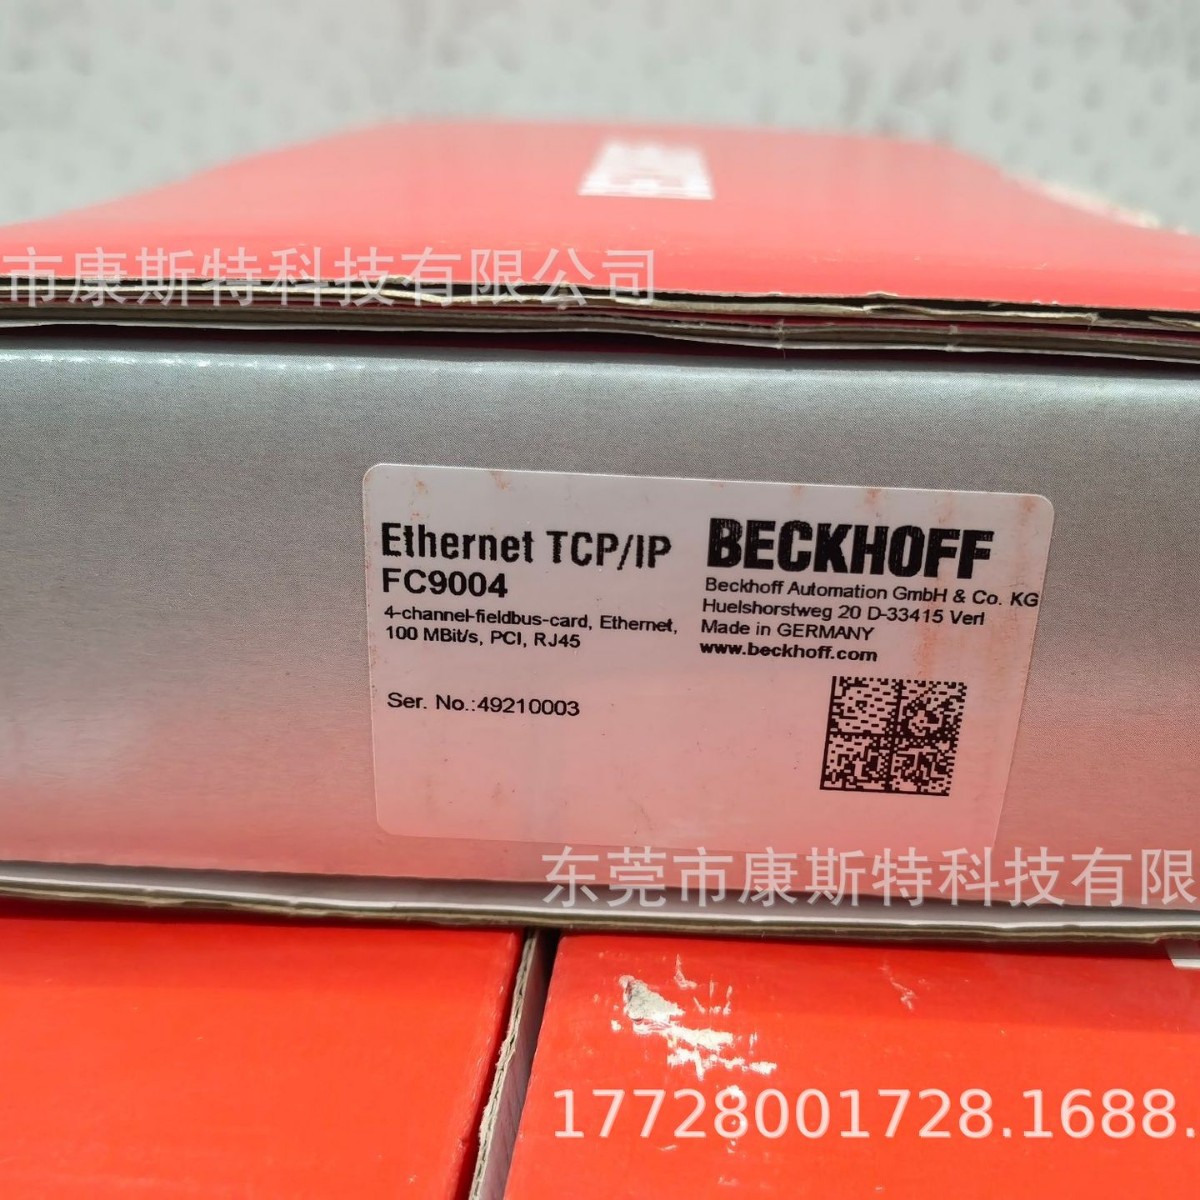 市康斯特科技有限公司
Ethernet TCP/IP
FC9004
4-channel-fieldbus-card, Ethernet,
100 MBit/s, PCI, RJ45
Ser. No.:49210003
BECKHOFF
Beckhoff Automation GmbH & Co. KG
Huelshorstweg 20 D-33415 Verl
Made in GERMANY
www.beckhoff.com
东莞市康斯特科技有限
17728001728.1688.